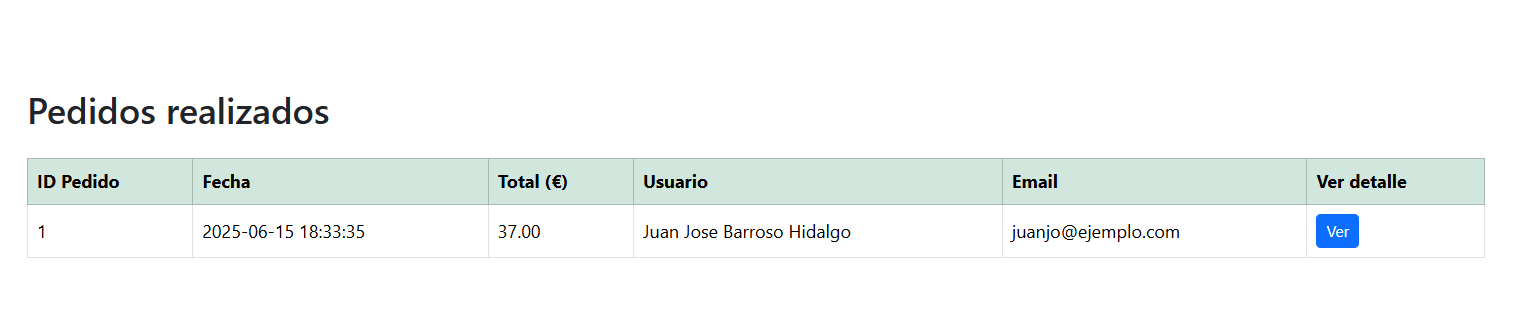 Pedidos realizados
ID Pedido Fecha Total (€) Usuario Email Ver detalle
1 2025-06-15 18:33:35 37.00 Juan Jose Barroso Hidalgo juanjo@ejemplo.com Ver